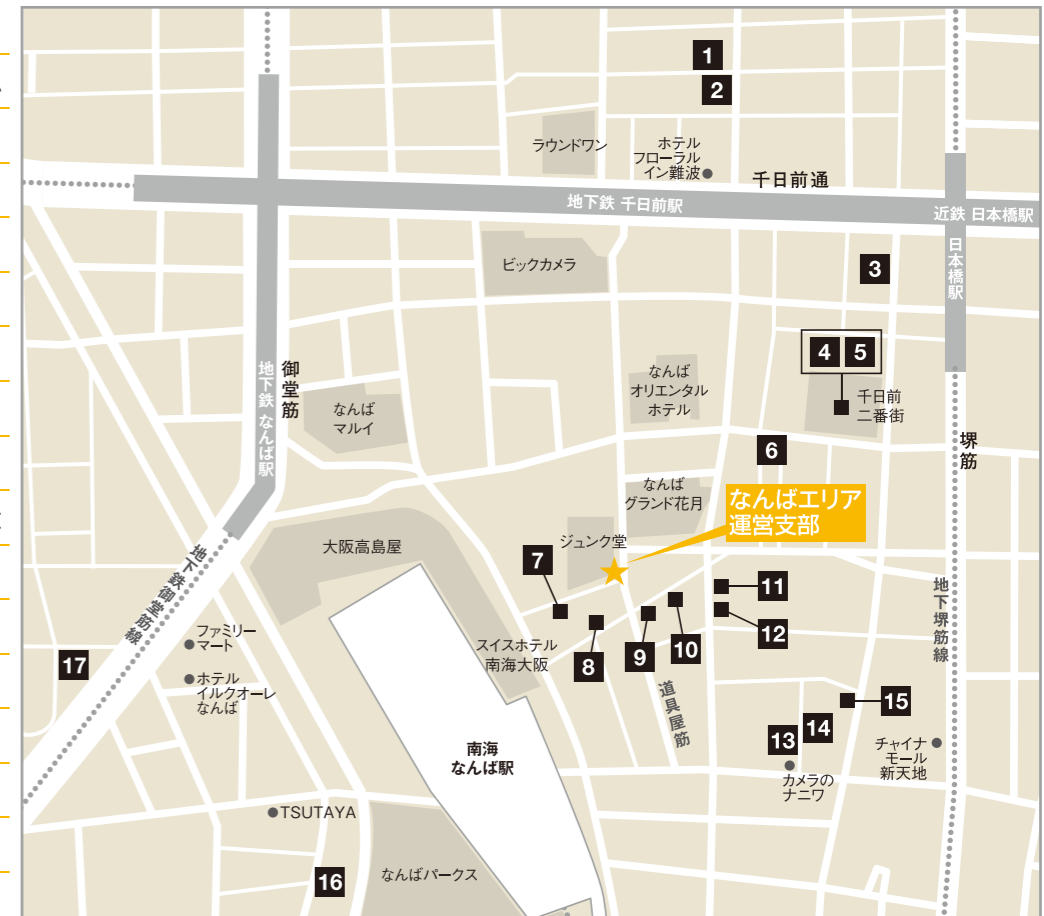 1
2
ラウンドワン
ホテル
フローラル
イン難波
千日前通
地下鉄 千日前駅
近鉄 日本橋駅
日本橋駅
ビックカメラ
3
4
5
千日前
二番街
御堂筋
地下鉄 なんば駅
なんば
マルイ
なんば
オリエンタル
ホテル
堺筋
6
なんば
グランド花月
なんばエリア
運営支部
ジュンク堂
大阪高島屋
7
11
12
地下鉄御堂筋線
地下堺筋線
ファミリー
マート
スイスホテル
南海大阪
8
9
10
17
ホテル
イルクオーレ
なんば
道具屋筋
15
14
13
チャイナ
モール
新天地
南海
なんば駅
カメラの
ナニワ
TSUTAYA
16
なんばパークス